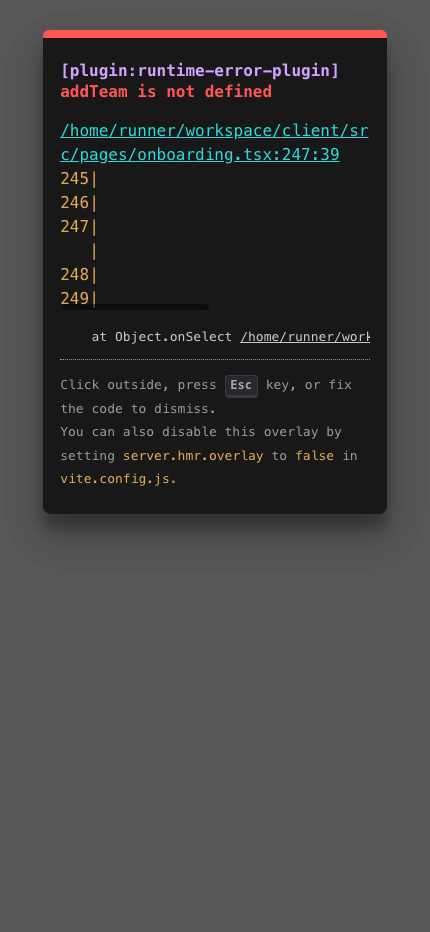 [plugin:runtime-error-plugin]
addTeam is not defined
/home/runner/workspace/client/sr
c/pages/onboarding.tsx:247:39
245|
246|
247|
|
248|
249|
at Object.onSelect /home/runner/work
Click outside, press Esc key, or fix
the code to dismiss.
You can also disable this overlay by
setting server.hmr.overlay to false in
vite.config.js.